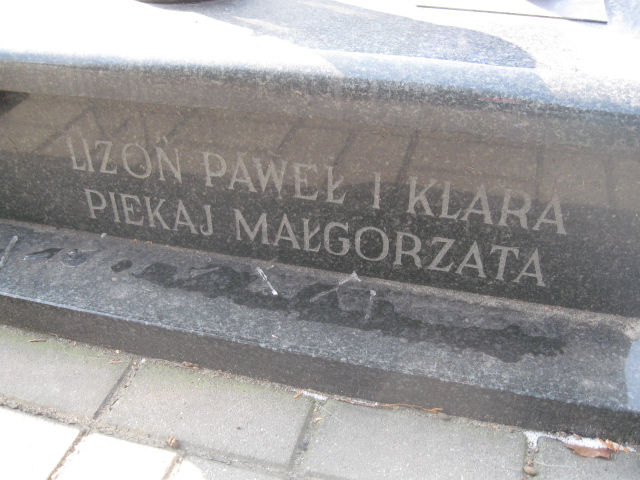 LIZOŃ PAWEŁ I KLARA
PIEKAJ MAŁGORZATA